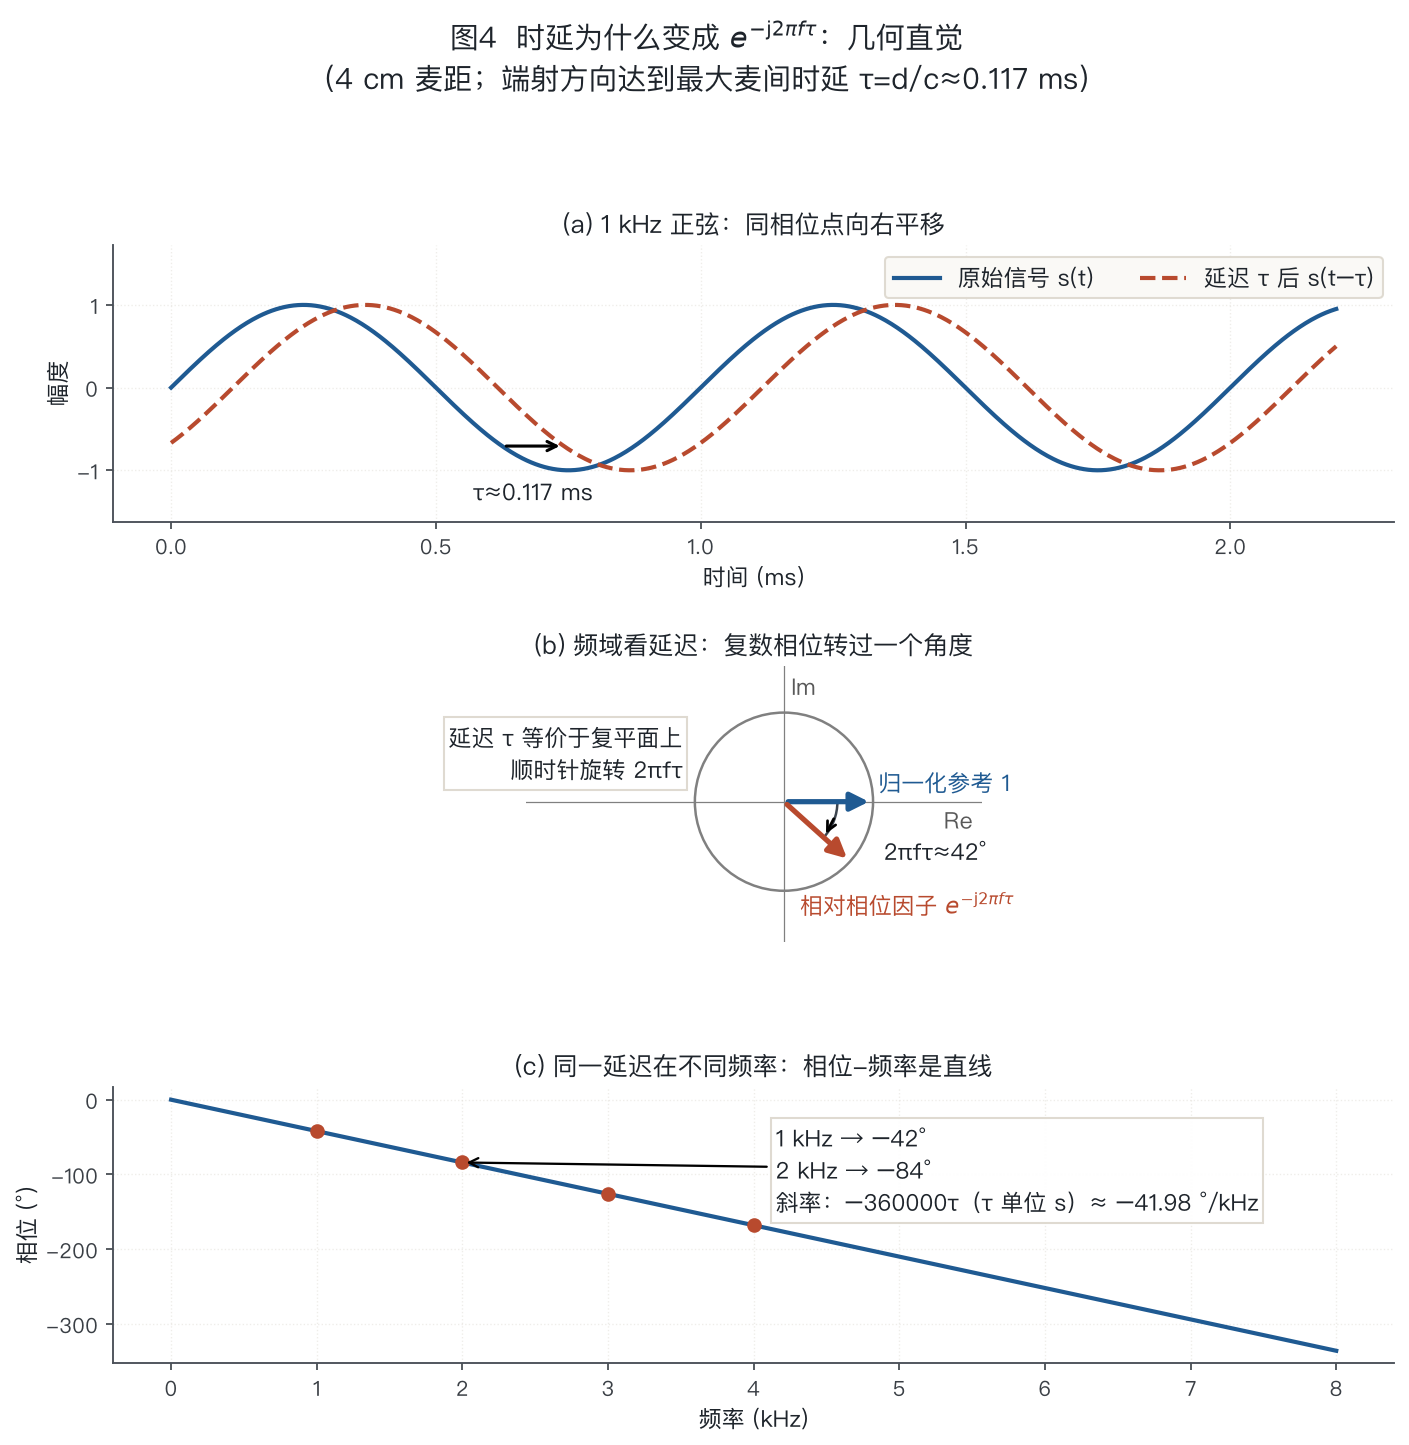 图4 时延为什么变成 e^{−j2πfτ}：几何直觉
（4 cm 麦距；端射方向达到最大麦间时延 τ=d/c≈0.117 ms）
(a) 1 kHz 正弦：同相位点向右平移
原始信号 s(t)
延迟 τ 后 s(t−τ)
幅度
1
0
−1
τ≈0.117 ms
0.0
0.5
1.0
1.5
2.0
时间 (ms)
(b) 频域看延迟：复数相位转过一个角度
Im
延迟 τ 等价于复平面上
顺时针旋转 2πfτ
归一化参考 1
Re
2πfτ≈42°
相对相位因子 e^{−j2πfτ}
(c) 同一延迟在不同频率：相位–频率是直线
相位 (°)
0
−100
−200
−300
1 kHz → −42°
2 kHz → −84°
斜率：−360000τ（τ 单位 s）≈ −41.98 °/kHz
0
1
2
3
4
5
6
7
8
频率 (kHz)